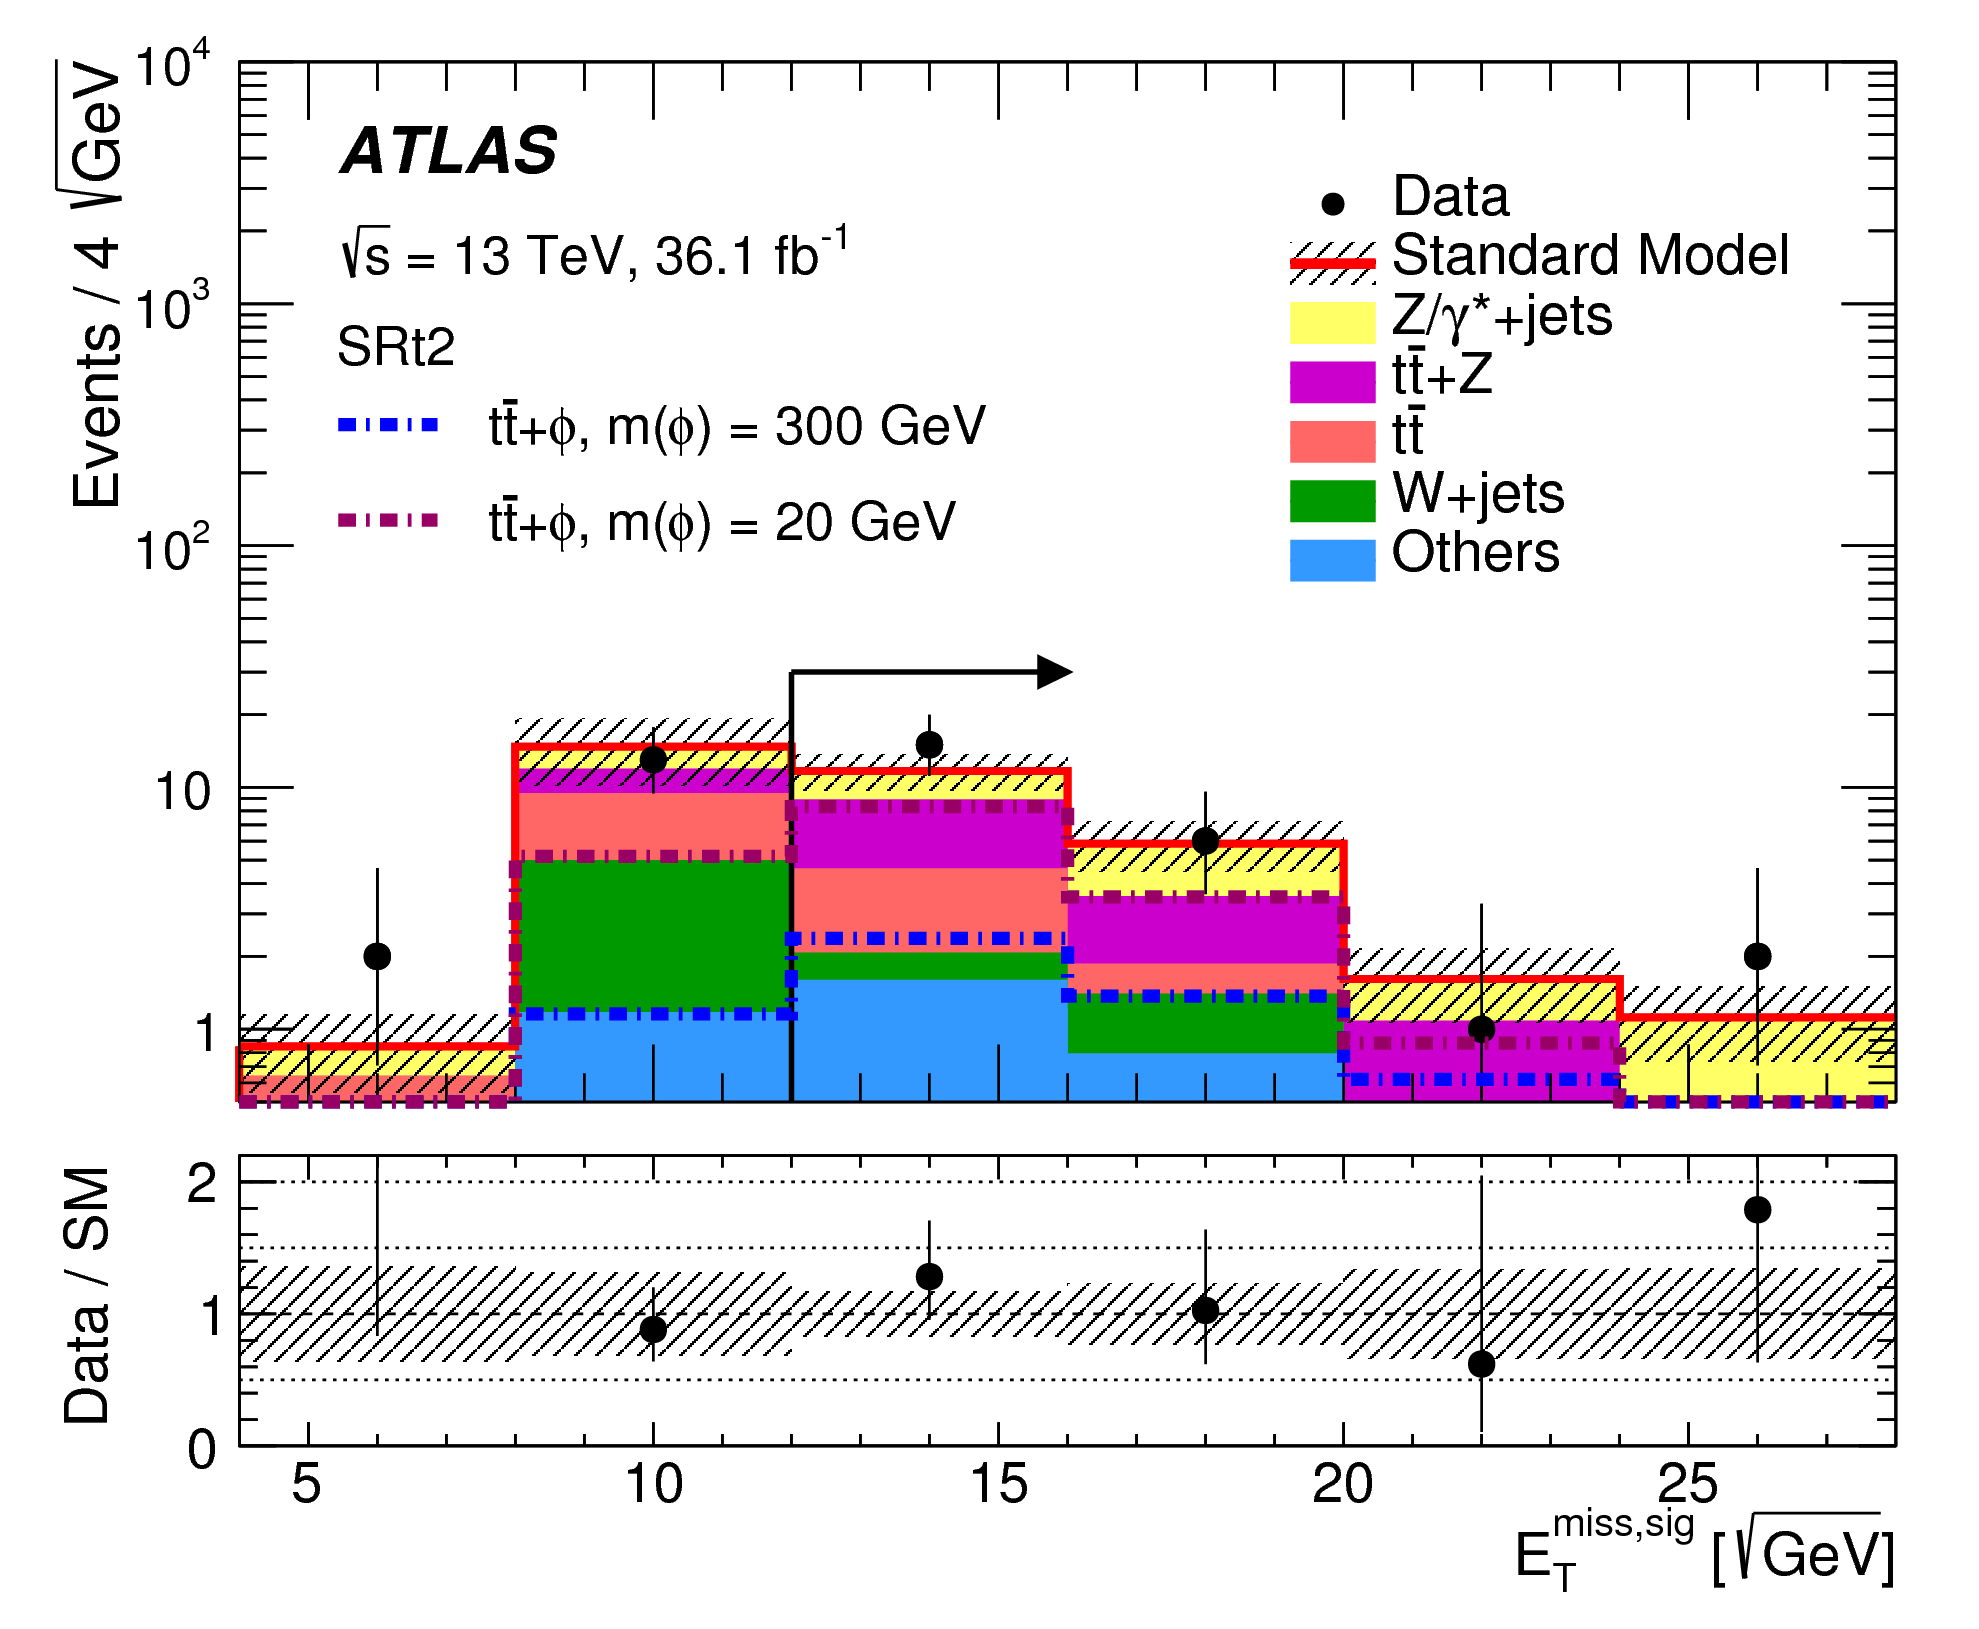 Events / 4 √GeV
10⁴
10³
10²
10
1
ATLAS
√s = 13 TeV, 36.1 fb⁻¹
SRt2
tt̄+ϕ, m(ϕ) = 300 GeV
tt̄+ϕ, m(ϕ) = 20 GeV
Data
Standard Model
Z/γ*+jets
tt̄+Z
tt̄
W+jets
Others
Data / SM
2
1
0
5 10 15 20 25
E_T^miss,sig [√GeV]